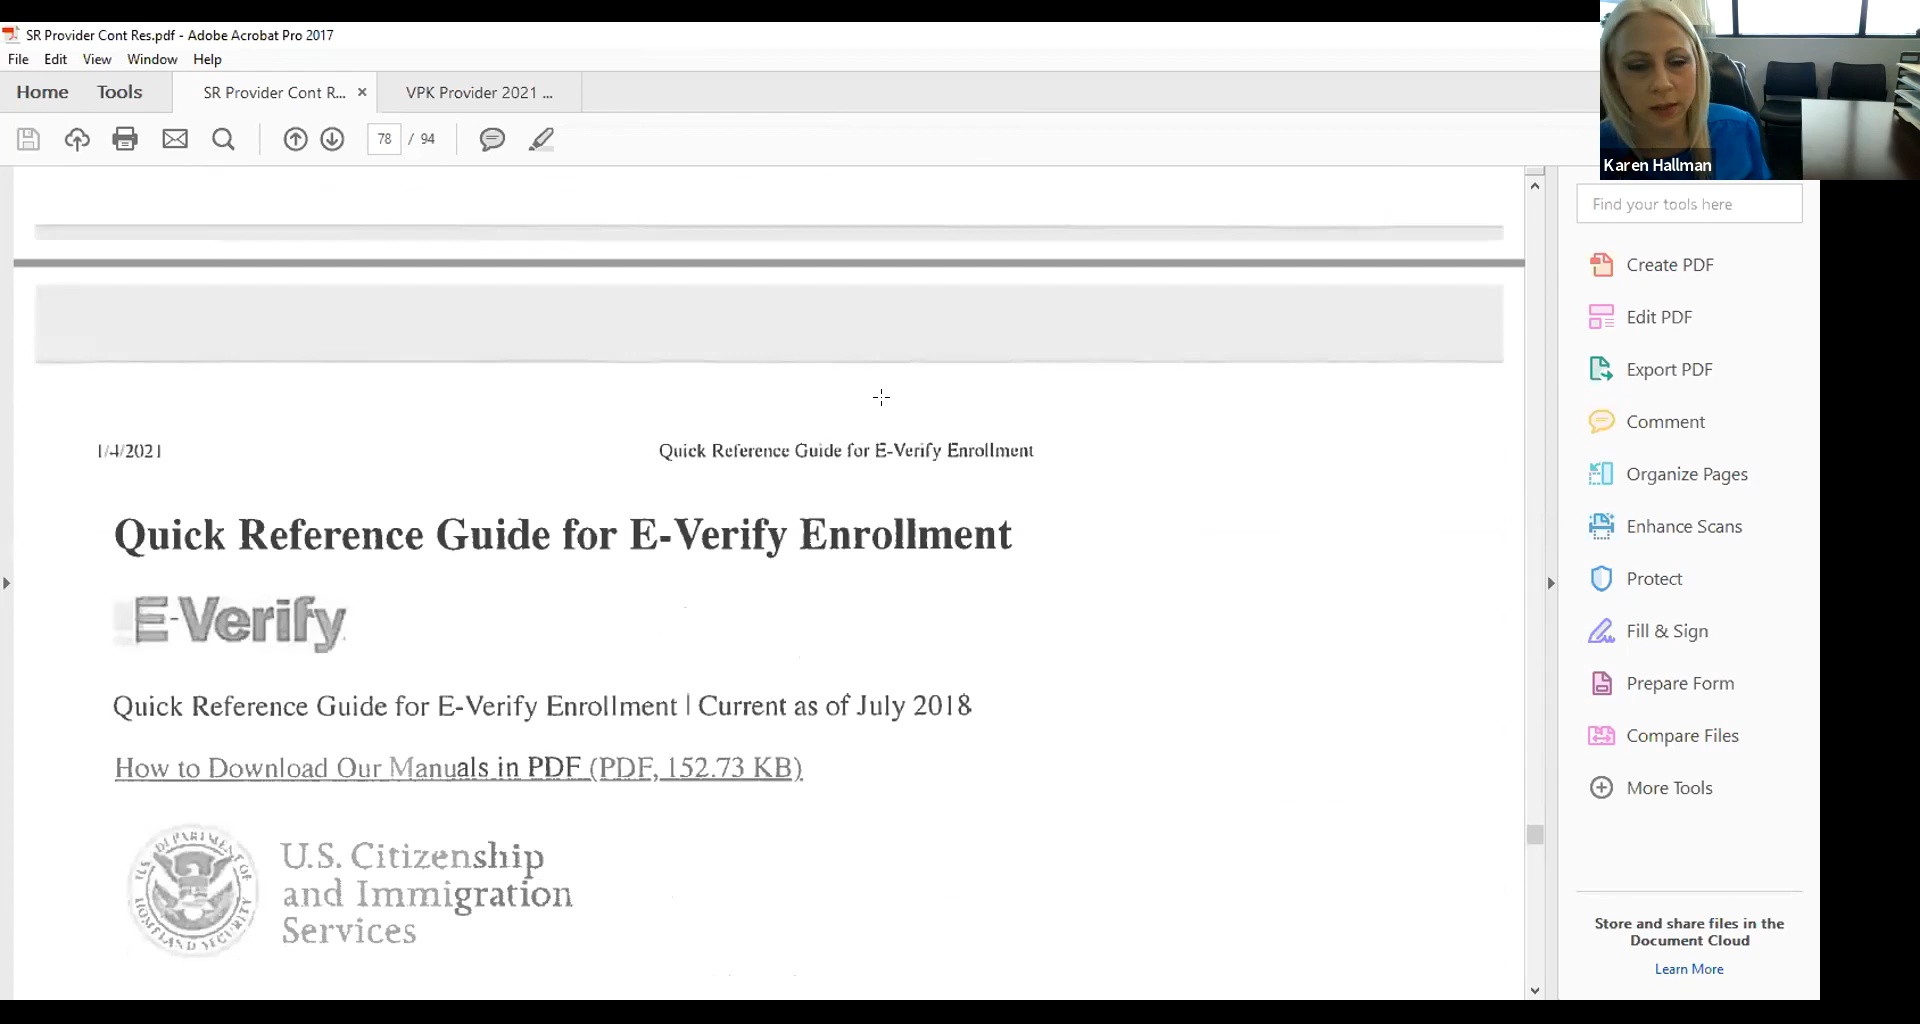 SR Provider Cont Res.pdf - Adobe Acrobat Pro 2017
File Edit View Window Help
Home Tools SR Provider Cont R... × VPK Provider 2021 ...
78 / 94
Karen Hallman
Find your tools here
Create PDF
Edit PDF
Export PDF
Comment
Organize Pages
Enhance Scans
Protect
Fill & Sign
Prepare Form
Compare Files
More Tools
Store and share files in the
Document Cloud
Learn More
1/4/2021 Quick Reference Guide for E-Verify Enrollment
Quick Reference Guide for E-Verify Enrollment
E-Verify
Quick Reference Guide for E-Verify Enrollment | Current as of July 2018
How to Download Our Manuals in PDF (PDF, 152.73 KB)
U.S. DEPARTMENT OF HOMELAND SECURITY
U.S. Citizenship
and Immigration
Services